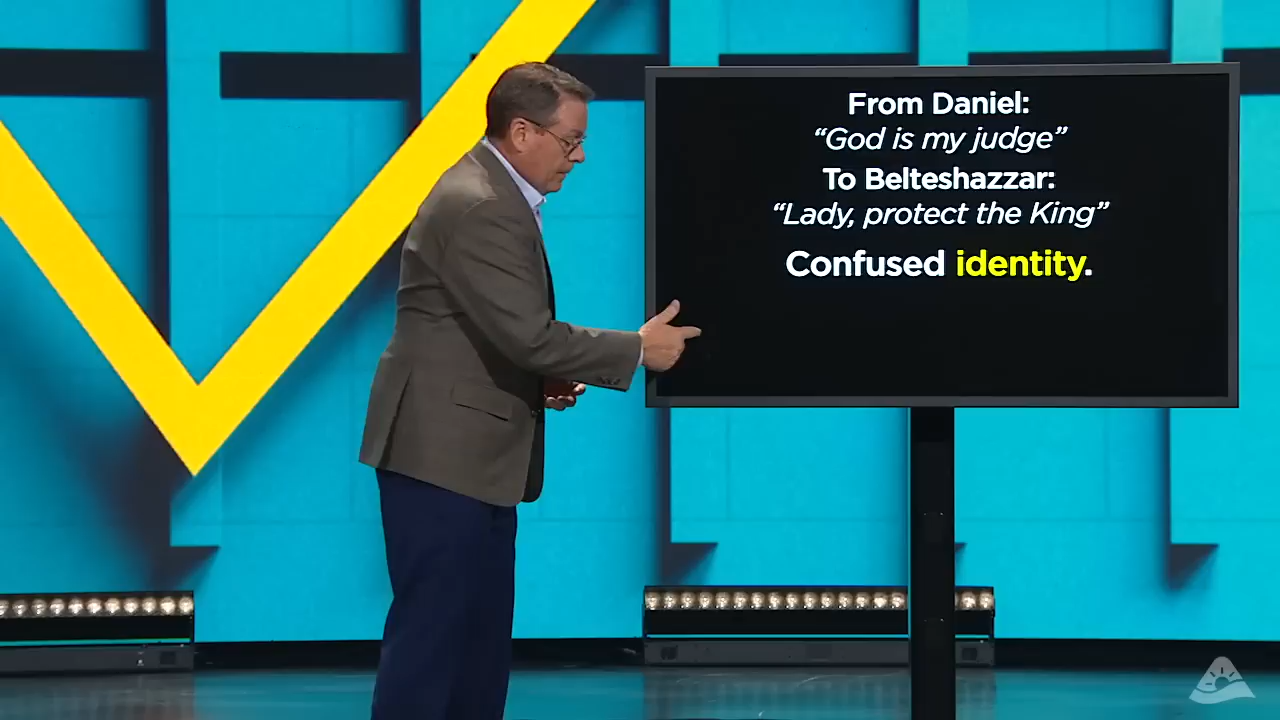 From Daniel:
“God is my judge”
To Belteshazzar:
“Lady, protect the King”
Confused identity.